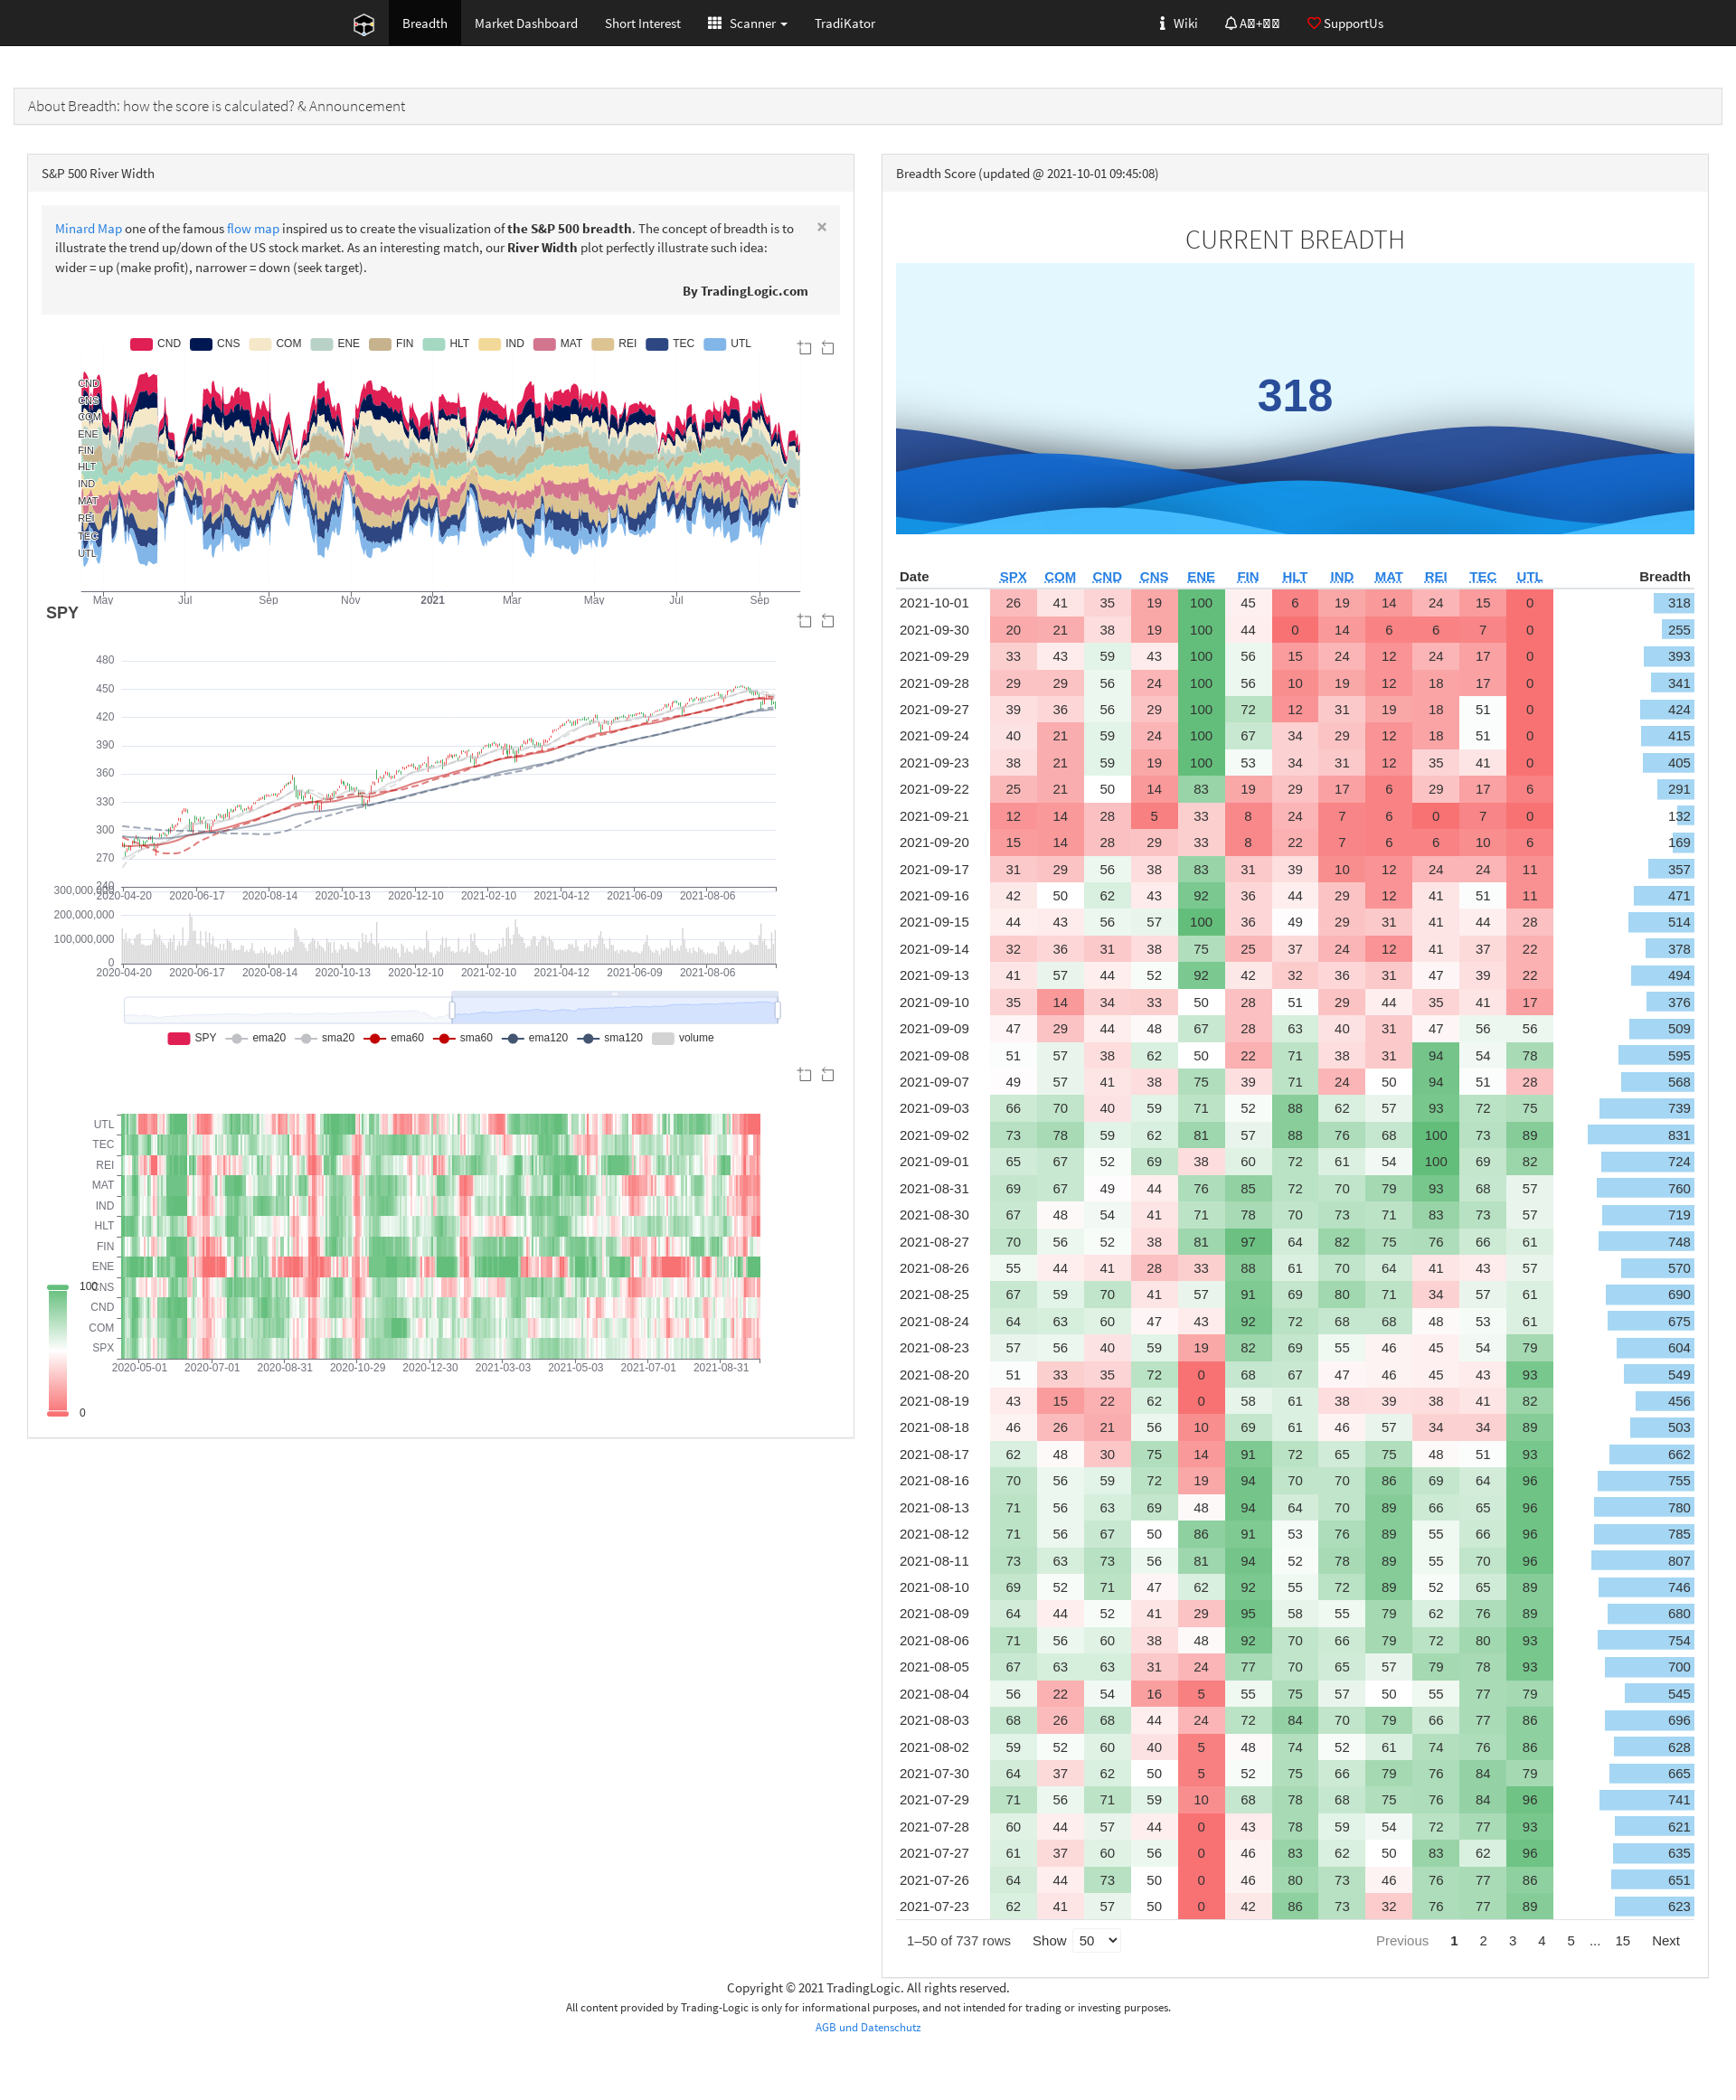 Breadth Market Dashboard Short Interest Scanner TradiKator Wiki SupportUs
About Breadth: how the score is calculated? & Announcement
S&P 500 River Width
Minard Map one of the famous flow map inspired us to create the visualization of the S&P 500 breadth. The concept of breadth is to
illustrate the trend up/down of the US stock market. As an interesting match, our River Width plot perfectly illustrate such idea:
wider = up (make profit), narrower = down (seek target).
×
By TradingLogic.com
CND CNS COM ENE FIN HLT IND MAT REI TEC UTL
CND
CNS
COM
ENE
FIN
HLT
IND
MAT
REI
TEC
UTL
May Jul Sep Nov 2021 Mar May Jul Sep
SPY
480
450
420
390
360
330
300
270
240
2020-04-20 2020-06-17 2020-08-14 2020-10-13 2020-12-10 2021-02-10 2021-04-12 2021-06-09 2021-08-06
300,000,000
200,000,000
100,000,000
0
2020-04-20 2020-06-17 2020-08-14 2020-10-13 2020-12-10 2021-02-10 2021-04-12 2021-06-09 2021-08-06
SPY ema20 sma20 ema60 sma60 ema120 sma120 volume
UTL
TEC
REI
MAT
IND
HLT
FIN
ENE
CNS
CND
COM
SPX
100
0
2020-05-01 2020-07-01 2020-08-31 2020-10-29 2020-12-30 2021-03-03 2021-05-03 2021-07-01 2021-08-31
Breadth Score (updated @ 2021-10-01 09:45:08)
CURRENT BREADTH
318
Date SPX COM CND CNS ENE FIN HLT IND MAT REI TEC UTL Breadth
2021-10-01 26 41 35 19 100 45 6 19 14 24 15 0 318
2021-09-30 20 21 38 19 100 44 0 14 6 6 7 0 255
2021-09-29 33 43 59 43 100 56 15 24 12 24 17 0 393
2021-09-28 29 29 56 24 100 56 10 19 12 18 17 0 341
2021-09-27 39 36 56 29 100 72 12 31 19 18 51 0 424
2021-09-24 40 21 59 24 100 67 34 29 12 18 51 0 415
2021-09-23 38 21 59 19 100 53 34 31 12 35 41 0 405
2021-09-22 25 21 50 14 83 19 29 17 6 29 17 6 291
2021-09-21 12 14 28 5 33 8 24 7 6 0 7 0 132
2021-09-20 15 14 28 29 33 8 22 7 6 6 10 6 169
2021-09-17 31 29 56 38 83 31 39 10 12 24 24 11 357
2021-09-16 42 50 62 43 92 36 44 29 12 41 51 11 471
2021-09-15 44 43 56 57 100 36 49 29 31 41 44 28 514
2021-09-14 32 36 31 38 75 25 37 24 12 41 37 22 378
2021-09-13 41 57 44 52 92 42 32 36 31 47 39 22 494
2021-09-10 35 14 34 33 50 28 51 29 44 35 41 17 376
2021-09-09 47 29 44 48 67 28 63 40 31 47 56 56 509
2021-09-08 51 57 38 62 50 22 71 38 31 94 54 78 595
2021-09-07 49 57 41 38 75 39 71 24 50 94 51 28 568
2021-09-03 66 70 40 59 71 52 88 62 57 93 72 75 739
2021-09-02 73 78 59 62 81 57 88 76 68 100 73 89 831
2021-09-01 65 67 52 69 38 60 72 61 54 100 69 82 724
2021-08-31 69 67 49 44 76 85 72 70 79 93 68 57 760
2021-08-30 67 48 54 41 71 78 70 73 71 83 73 57 719
2021-08-27 70 56 52 38 81 97 64 82 75 76 66 61 748
2021-08-26 55 44 41 28 33 88 61 70 64 41 43 57 570
2021-08-25 67 59 70 41 57 91 69 80 71 34 57 61 690
2021-08-24 64 63 60 47 43 92 72 68 68 48 53 61 675
2021-08-23 57 56 40 59 19 82 69 55 46 45 54 79 604
2021-08-20 51 33 35 72 0 68 67 47 46 45 43 93 549
2021-08-19 43 15 22 62 0 58 61 38 39 38 41 82 456
2021-08-18 46 26 21 56 10 69 61 46 57 34 34 89 503
2021-08-17 62 48 30 75 14 91 72 65 75 48 51 93 662
2021-08-16 70 56 59 72 19 94 70 70 86 69 64 96 755
2021-08-13 71 56 63 69 48 94 64 70 89 66 65 96 780
2021-08-12 71 56 67 50 86 91 53 76 89 55 66 96 785
2021-08-11 73 63 73 56 81 94 52 78 89 55 70 96 807
2021-08-10 69 52 71 47 62 92 55 72 89 52 65 89 746
2021-08-09 64 44 52 41 29 95 58 55 79 62 76 89 680
2021-08-06 71 56 60 38 48 92 70 66 79 72 80 93 754
2021-08-05 67 63 63 31 24 77 70 65 57 79 78 93 700
2021-08-04 56 22 54 16 5 55 75 57 50 55 77 79 545
2021-08-03 68 26 68 44 24 72 84 70 79 66 77 86 696
2021-08-02 59 52 60 40 5 48 74 52 61 74 76 86 628
2021-07-30 64 37 62 50 5 52 75 66 79 76 84 79 665
2021-07-29 71 56 71 59 10 68 78 68 75 76 84 96 741
2021-07-28 60 44 57 44 0 43 78 59 54 72 77 93 621
2021-07-27 61 37 60 56 0 46 83 62 50 83 62 96 635
2021-07-26 64 44 73 50 0 46 80 73 46 76 77 86 651
2021-07-23 62 41 57 50 0 42 86 73 32 76 77 89 623
1–50 of 737 rows Show 50 Previous 1 2 3 4 5 ... 15 Next
Copyright © 2021 TradingLogic. All rights reserved.
All content provided by Trading-Logic is only for informational purposes, and not intended for trading or investing purposes.
AGB und Datenschutz